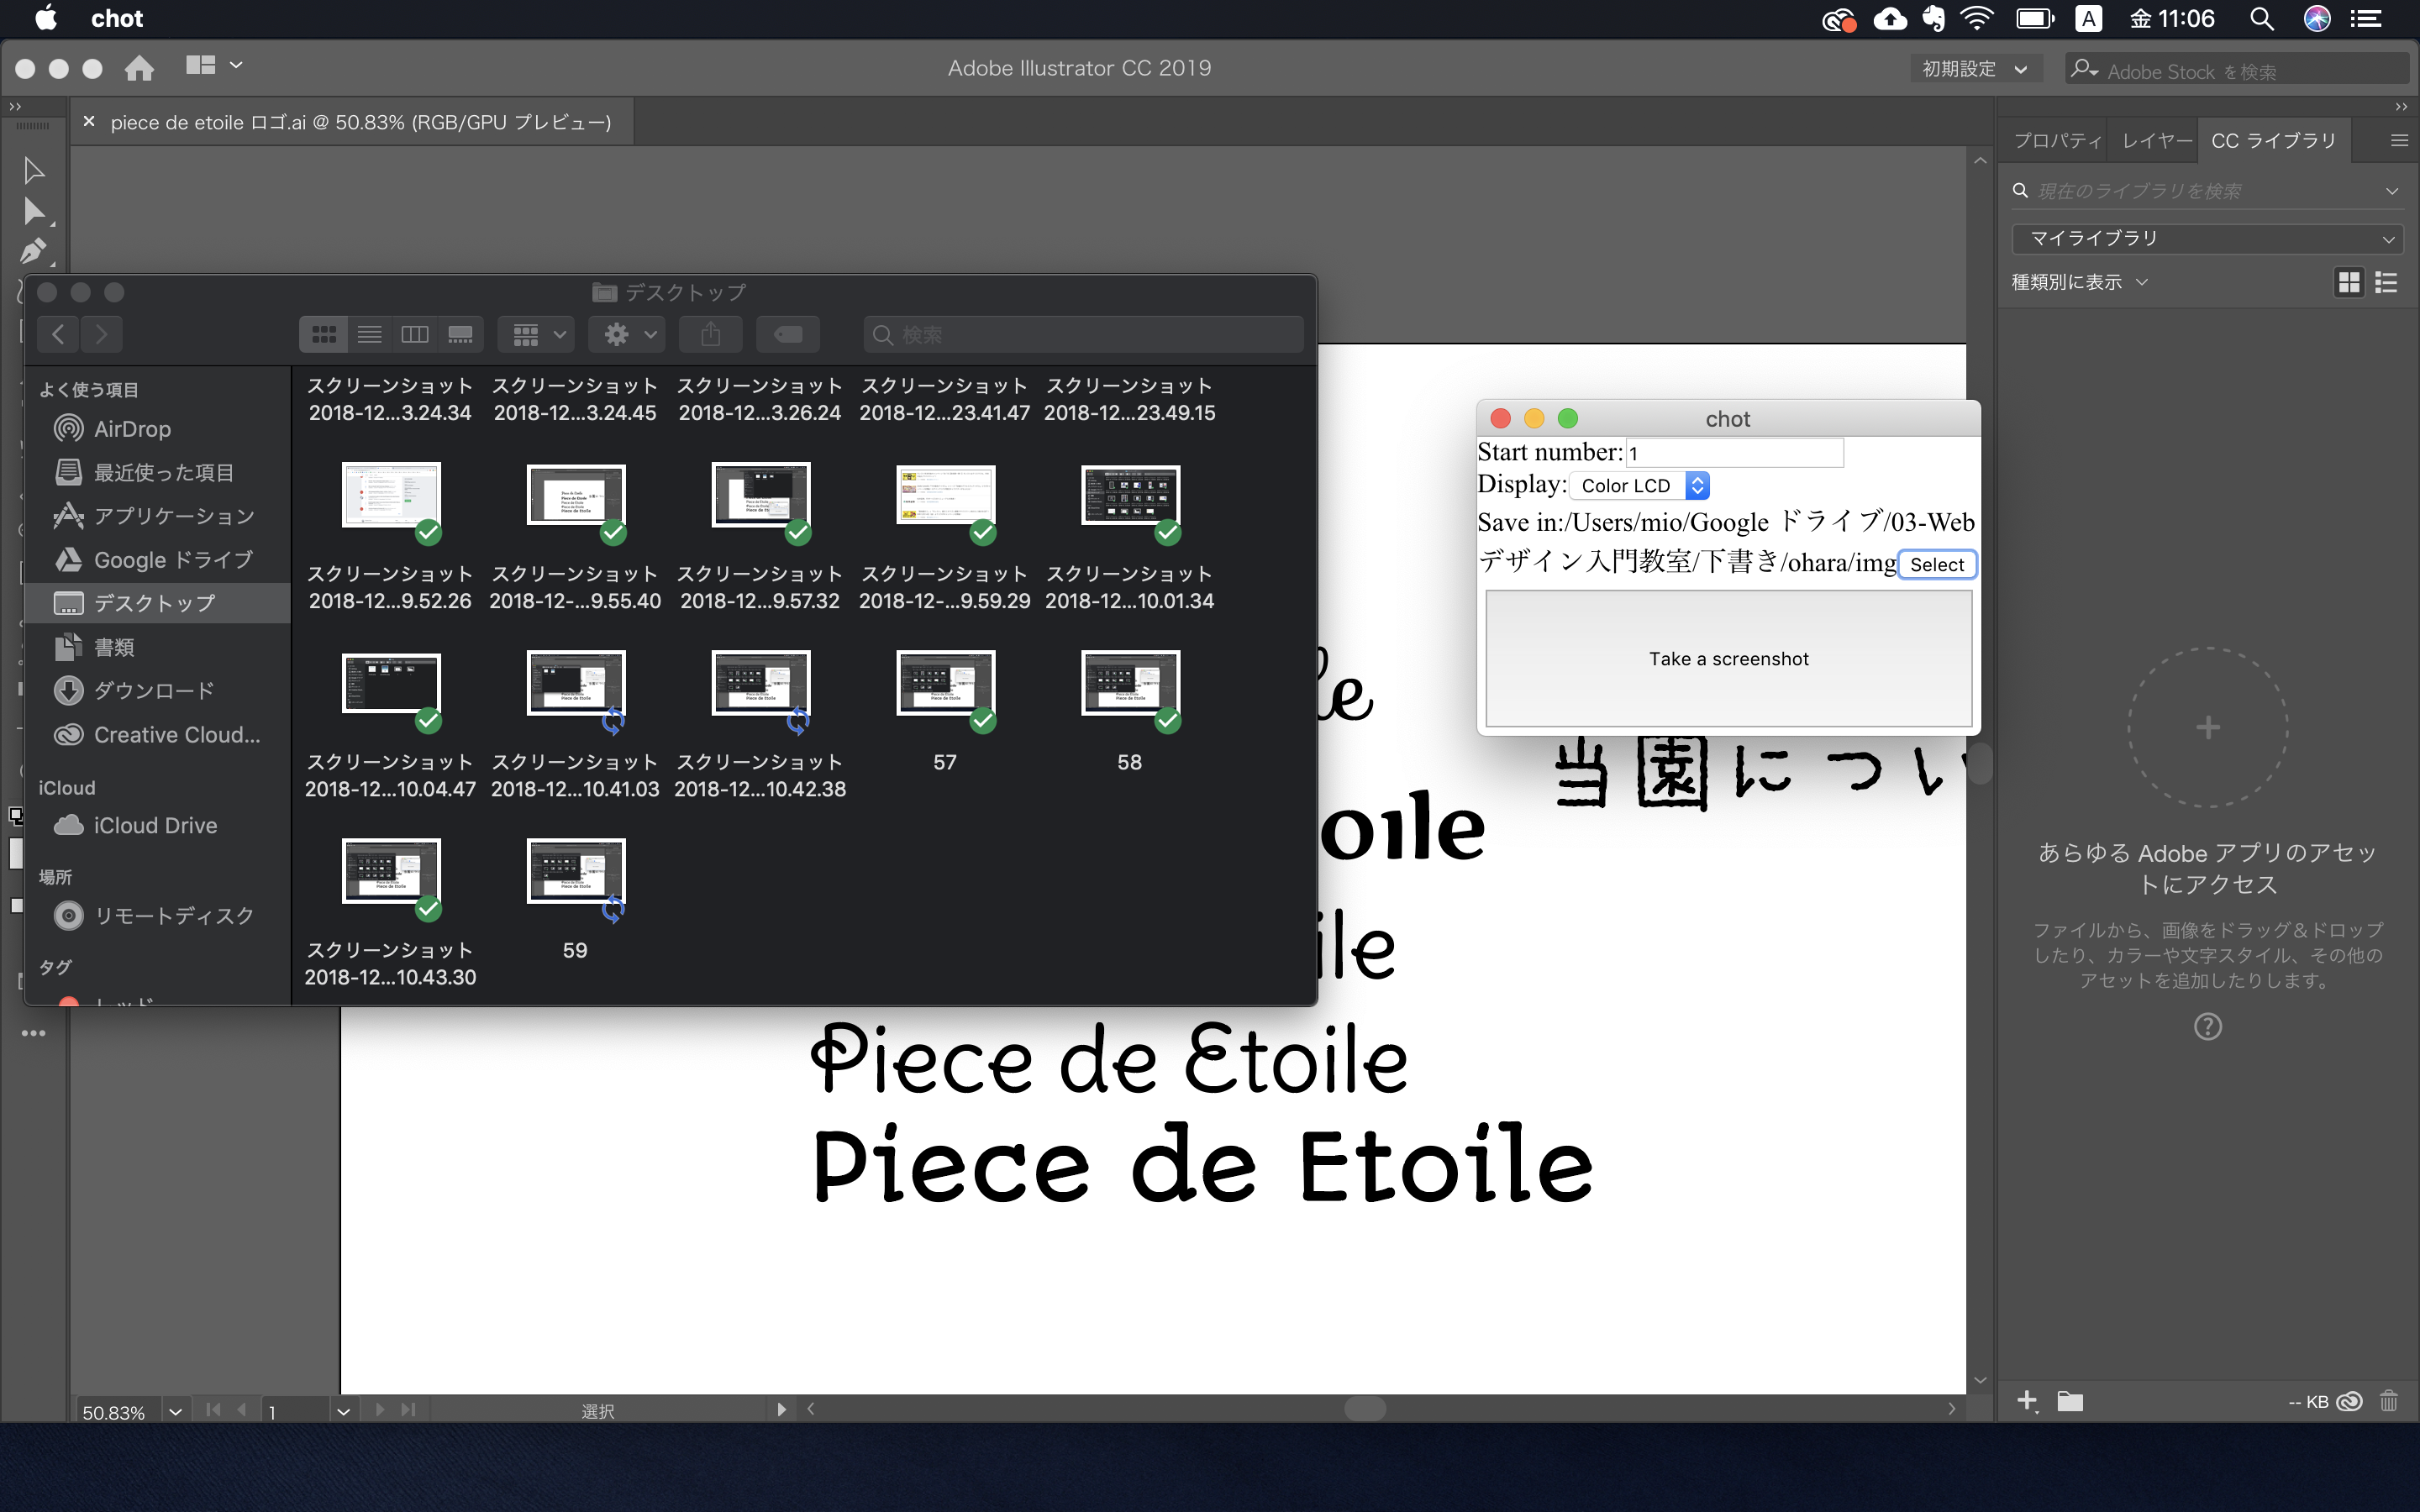 chot
金 11:06
Adobe Illustrator CC 2019
初期設定
Adobe Stock を検索
piece de etoile ロゴ.ai @ 50.83% (RGB/GPU プレビュー)
プロパティ
レイヤー
CC ライブラリ
現在のライブラリを検索
マイライブラリ
種類別に表示
デスクトップ
検索
よく使う項目
AirDrop
最近使った項目
アプリケーション
Google ドライブ
デスクトップ
書類
ダウンロード
Creative Cloud...
iCloud
iCloud Drive
場所
リモートディスク
タグ
レッド
スクリーンショット スクリーンショット スクリーンショット スクリーンショット スクリーンショット
2018-12...3.24.34 2018-12...3.24.45 2018-12...3.26.24 2018-12...23.41.47 2018-12...23.49.15
スクリーンショット スクリーンショット スクリーンショット スクリーンショット スクリーンショット
2018-12...9.52.26 2018-12-...9.55.40 2018-12...9.57.32 2018-12-...9.59.29 2018-12...10.01.34
スクリーンショット スクリーンショット スクリーンショット 57 58
2018-12...10.04.47 2018-12...10.41.03 2018-12...10.42.38
スクリーンショット 59
2018-12...10.43.30
chot
Start number: 1
Display: Color LCD
Save in:/Users/mio/Google ドライブ/03-Web
デザイン入門教室/下書き/ohara/img Select
Take a screenshot
le
当園につい
oile
ile
Piece de Etoile
Piece de Etoile
あらゆる Adobe アプリのアセッ
トにアクセス
ファイルから、画像をドラッグ＆ドロップ
したり、カラーや文字スタイル、その他の
アセットを追加したりします。
50.83%
1
選択
-- KB